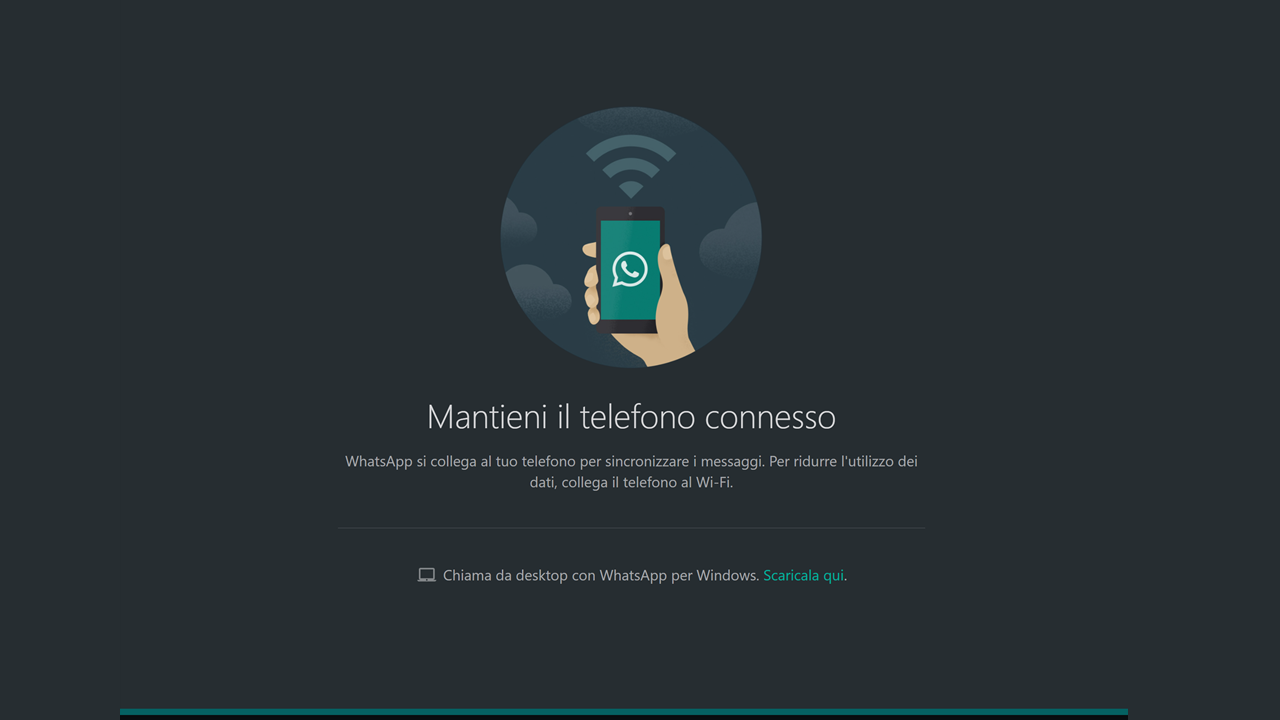 Mantieni il telefono connesso
WhatsApp si collega al tuo telefono per sincronizzare i messaggi. Per ridurre l'utilizzo dei
dati, collega il telefono al Wi-Fi.
Chiama da desktop con WhatsApp per Windows. Scaricala qui.